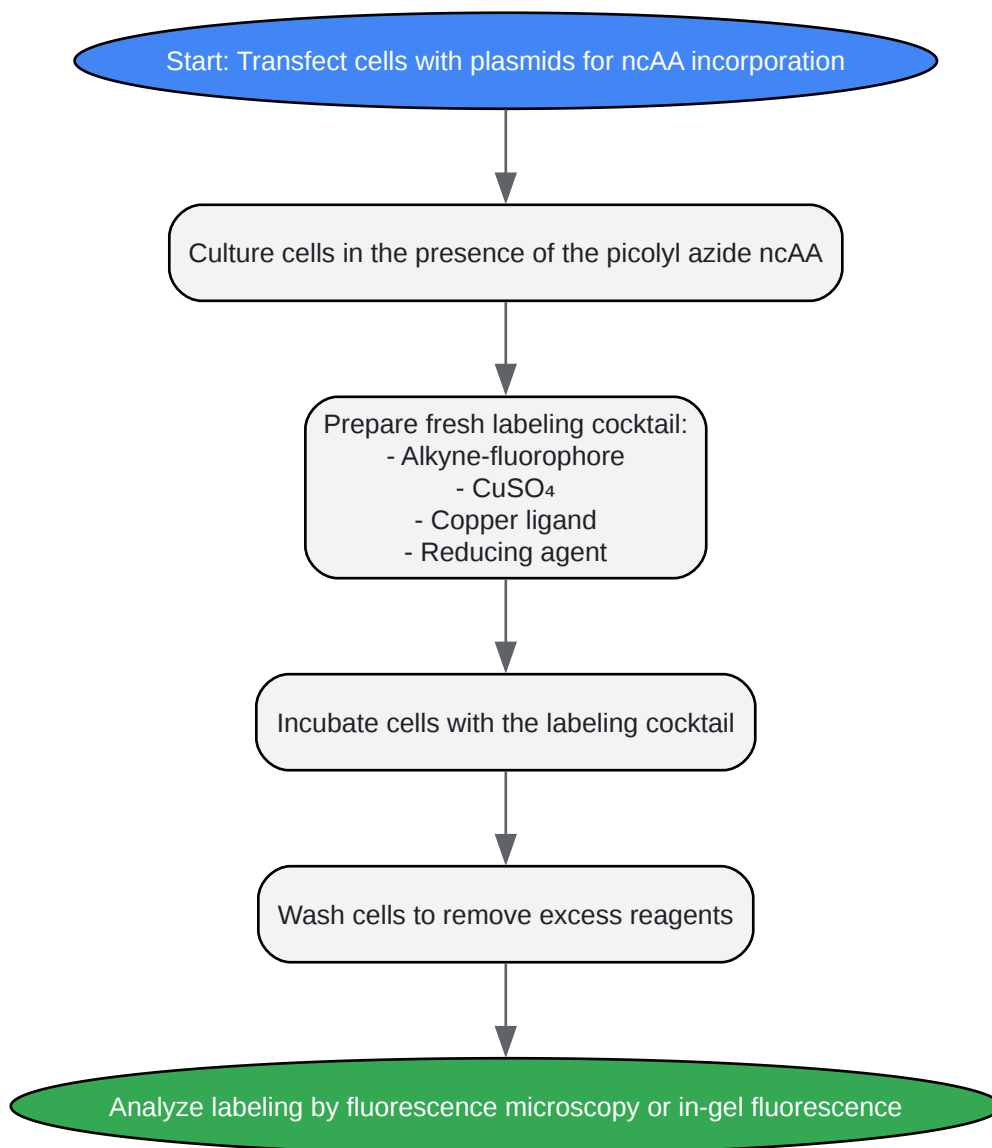 Start: Transfect cells with plasmids for ncAA incorporation
Culture cells in the presence of the picolyl azide ncAA
Prepare fresh labeling cocktail:
- Alkyne-fluorophore
- CuSO₄
- Copper ligand
- Reducing agent
Incubate cells with the labeling cocktail
Wash cells to remove excess reagents
Analyze labeling by fluorescence microscopy or in-gel fluorescence